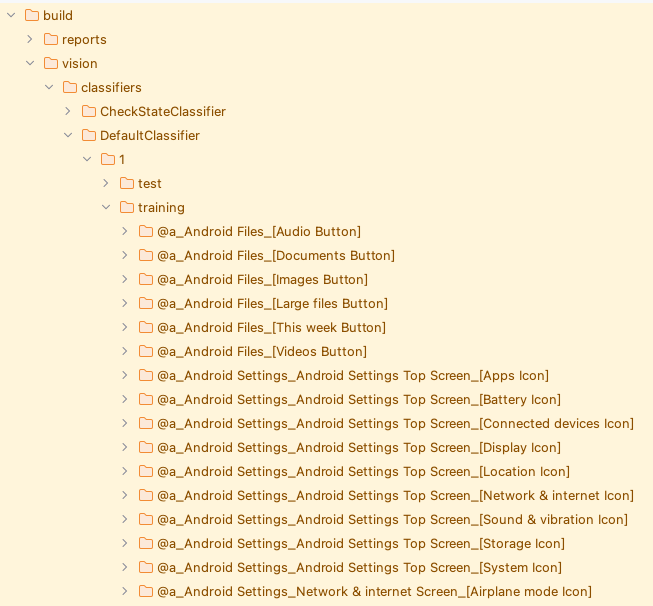 build
reports
vision
classifiers
CheckStateClassifier
DefaultClassifier
1
test
training
@a_Android Files_[Audio Button]
@a_Android Files_[Documents Button]
@a_Android Files_[Images Button]
@a_Android Files_[Large files Button]
@a_Android Files_[This week Button]
@a_Android Files_[Videos Button]
@a_Android Settings_Android Settings Top Screen_[Apps Icon]
@a_Android Settings_Android Settings Top Screen_[Battery Icon]
@a_Android Settings_Android Settings Top Screen_[Connected devices Icon]
@a_Android Settings_Android Settings Top Screen_[Display Icon]
@a_Android Settings_Android Settings Top Screen_[Location Icon]
@a_Android Settings_Android Settings Top Screen_[Network & internet Icon]
@a_Android Settings_Android Settings Top Screen_[Sound & vibration Icon]
@a_Android Settings_Android Settings Top Screen_[Storage Icon]
@a_Android Settings_Android Settings Top Screen_[System Icon]
@a_Android Settings_Network & internet Screen_[Airplane mode Icon]